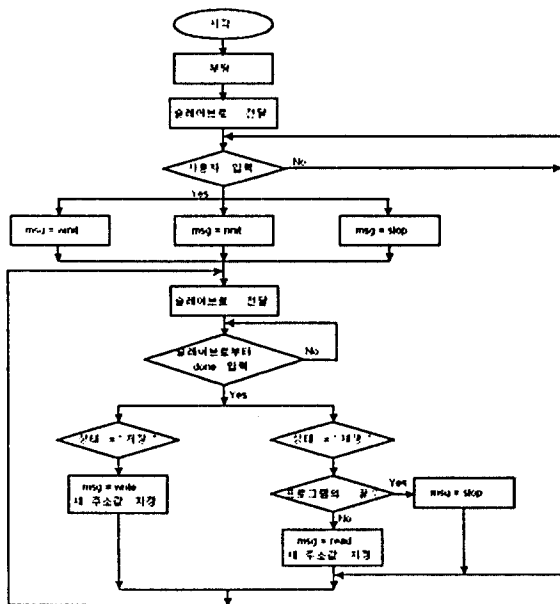 시작
부팅
슬레이브로 전달
사용자 입력
No
Yes
msg = winit
msg = rinit
msg = stop
슬레이브로 전달
슬레이브로부터
done 입력
No
Yes
상태 = "저장"
상태 = "재생"
msg = write
새 주소값 지정
프로그램의 끝?
Yes
msg = stop
No
msg = read
새 주소값 지정